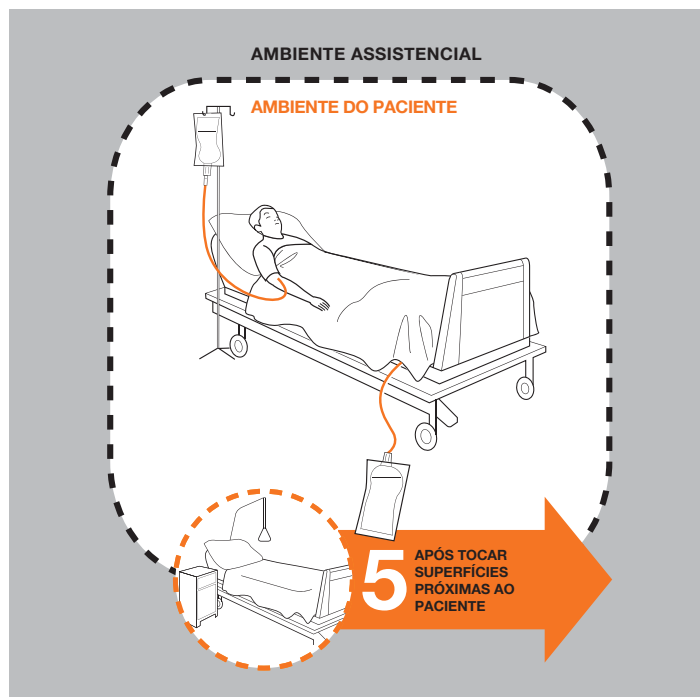 AMBIENTE ASSISTENCIAL
AMBIENTE DO PACIENTE
5
APÓS TOCAR
SUPERFÍCIES
PRÓXIMAS AO
PACIENTE